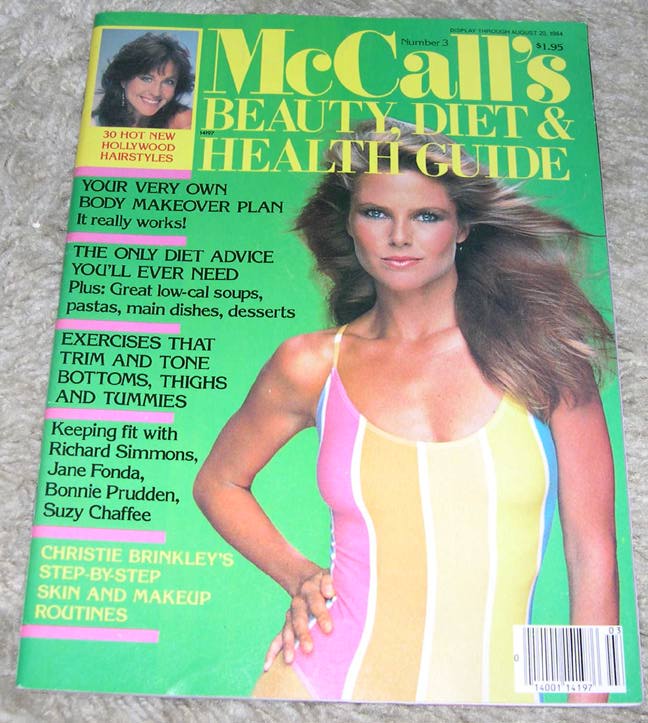 DISPLAY THROUGH AUGUST 20, 1984
Number 3
$1.95
McCall's
BEAUTY, DIET &
HEALTH GUIDE
14197
30 HOT NEW
HOLLYWOOD
HAIRSTYLES
YOUR VERY OWN
BODY MAKEOVER PLAN
It really works!
THE ONLY DIET ADVICE
YOU'LL EVER NEED
Plus: Great low-cal soups,
pastas, main dishes, desserts
EXERCISES THAT
TRIM AND TONE
BOTTOMS, THIGHS
AND TUMMIES
Keeping fit with
Richard Simmons,
Jane Fonda,
Bonnie Prudden,
Suzy Chaffee
CHRISTIE BRINKLEY'S
STEP-BY-STEP
SKIN AND MAKEUP
ROUTINES
03
0
14001 14197